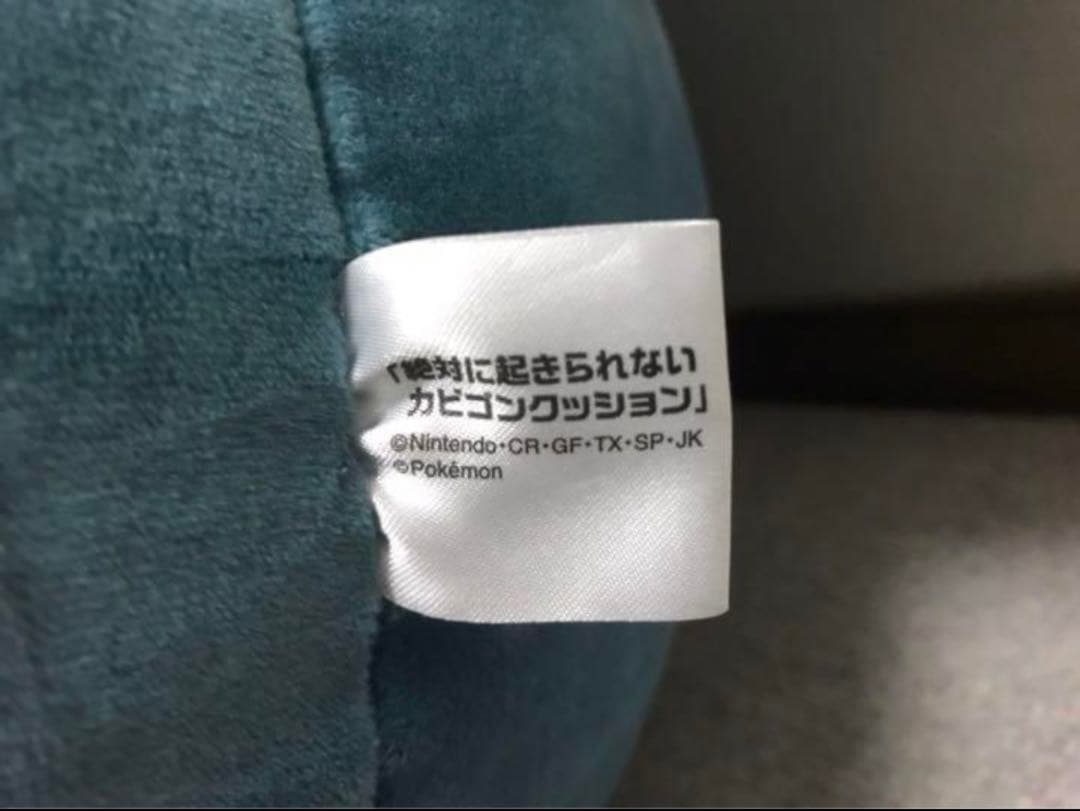 「絶対に起きられない
カビゴンクッション」
©Nintendo・CR・GF・TX・SP・JK
©Pokémon